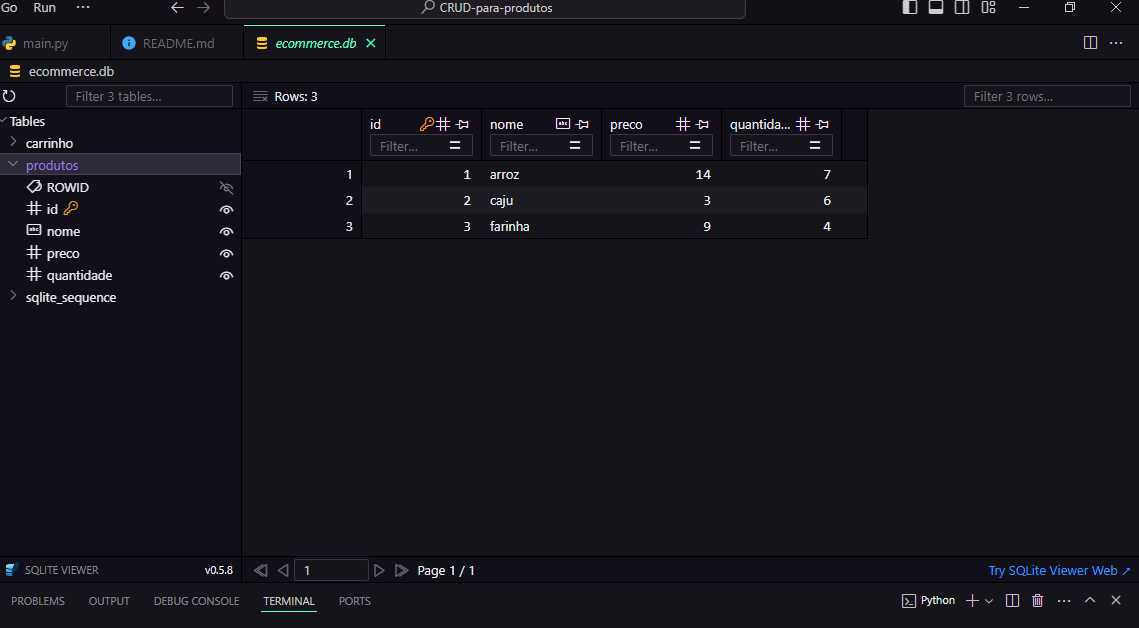 Go Run ··· CRUD-para-produtos
main.py README.md ecommerce.db
ecommerce.db
Filter 3 tables... Rows: 3 Filter 3 rows...
Tables
carrinho
produtos
ROWID
id
nome
preco
quantidade
sqlite_sequence
id nome preco quantida...
Filter... Filter... Filter... Filter...
1 1 arroz 14 7
2 2 caju 3 6
3 3 farinha 9 4
SQLITE VIEWER v0.5.8 1 Page 1 / 1 Try SQLite Viewer Web ↗
PROBLEMS OUTPUT DEBUG CONSOLE TERMINAL PORTS Python